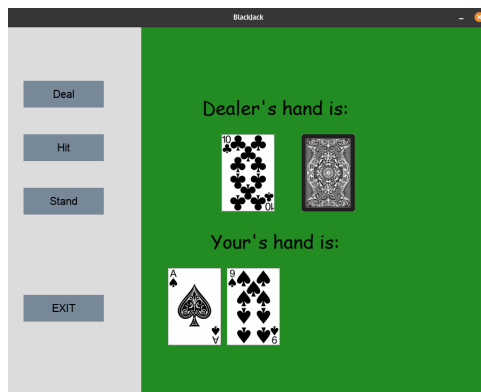 BlackJack
Deal
Hit
Stand
EXIT
Dealer's hand is:
10
10
Your's hand is:
A
A
9
9